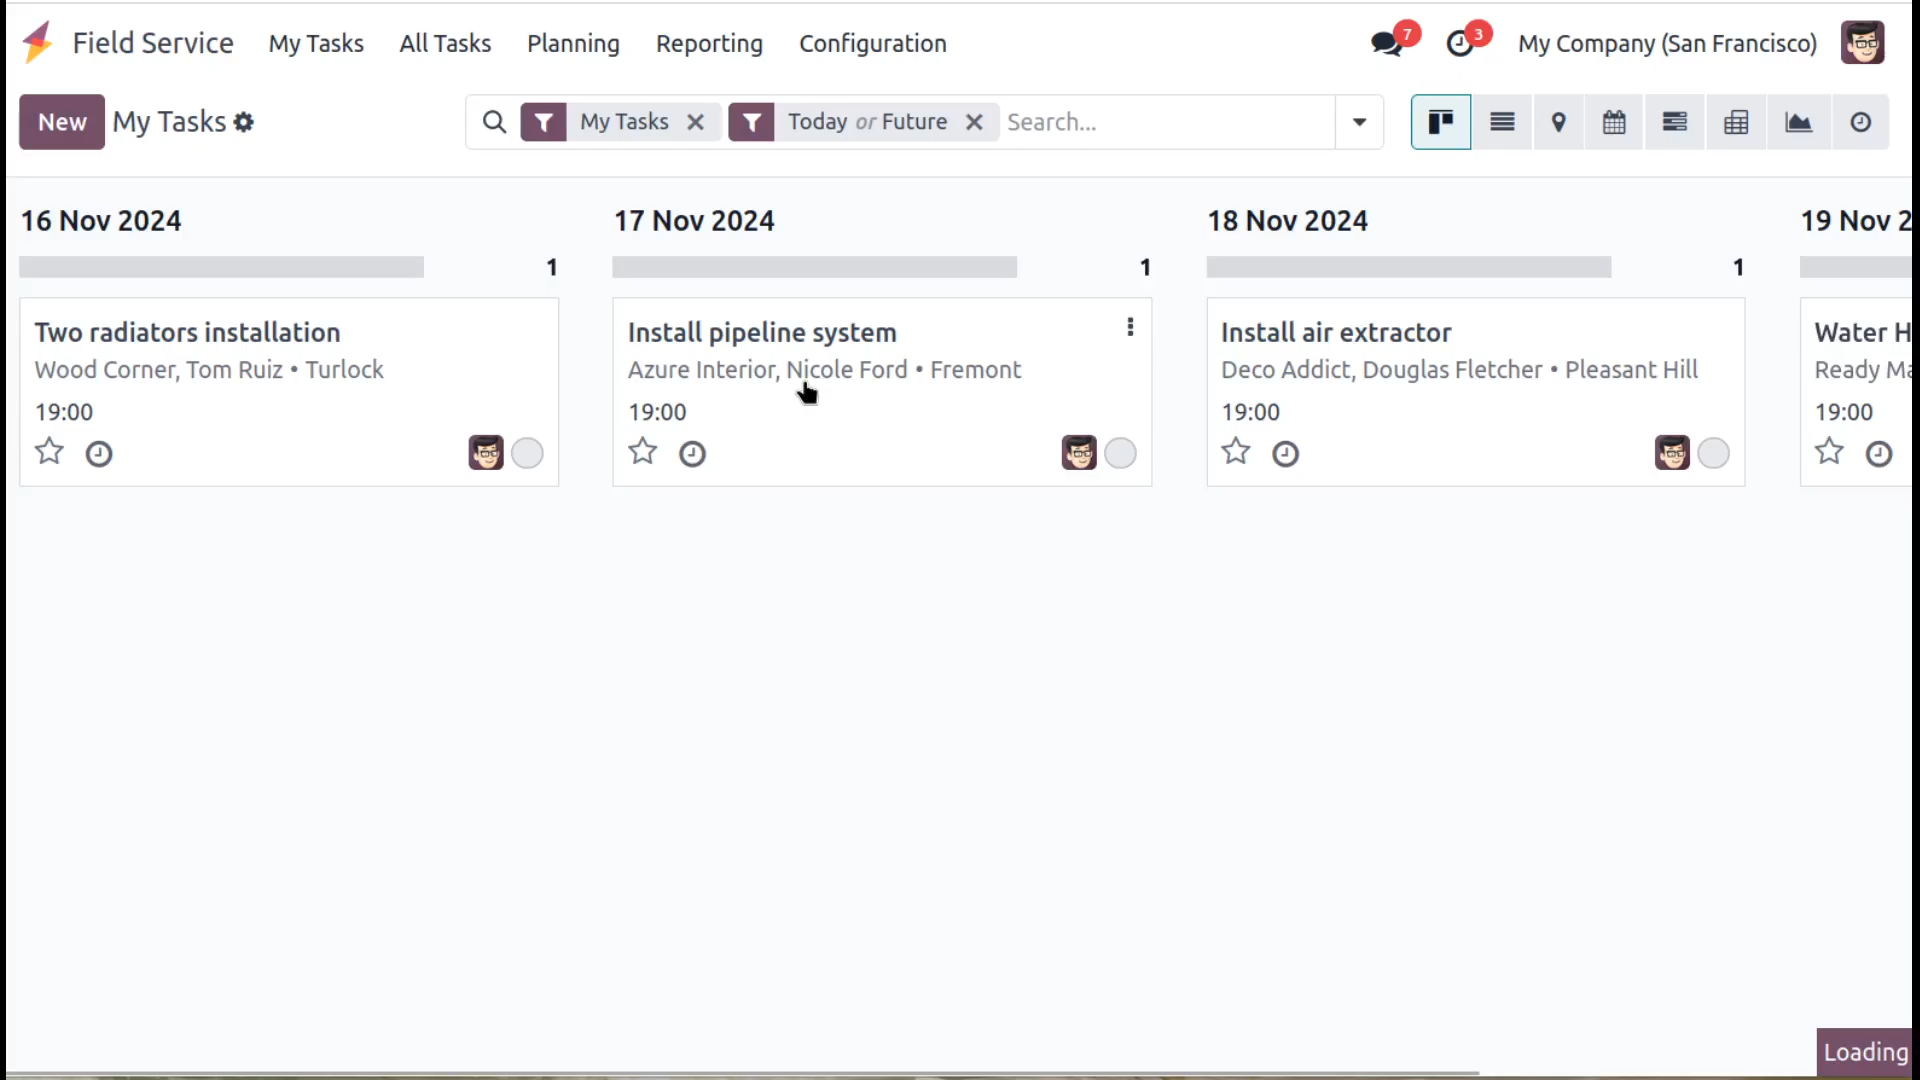 Field Service My Tasks All Tasks Planning Reporting Configuration 7 3 My Company (San Francisco)
New My Tasks My Tasks Today or Future Search...
16 Nov 2024
1
Two radiators installation
Wood Corner, Tom Ruiz • Turlock
19:00
17 Nov 2024
1
Install pipeline system
Azure Interior, Nicole Ford • Fremont
19:00
18 Nov 2024
1
Install air extractor
Deco Addict, Douglas Fletcher • Pleasant Hill
19:00
19 Nov 2
Water H
Ready Ma
19:00
Loading